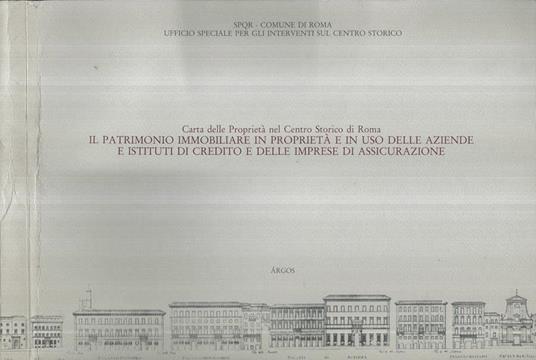 SPQR - COMUNE DI ROMA
UFFICIO SPECIALE PER GLI INTERVENTI SUL CENTRO STORICO
Carta delle Proprietà nel Centro Storico di Roma
IL PATRIMONIO IMMOBILIARE IN PROPRIETÀ E IN USO DELLE AZIENDE
E ISTITUTI DI CREDITO E DELLE IMPRESE DI ASSICURAZIONE
ÁRGOS